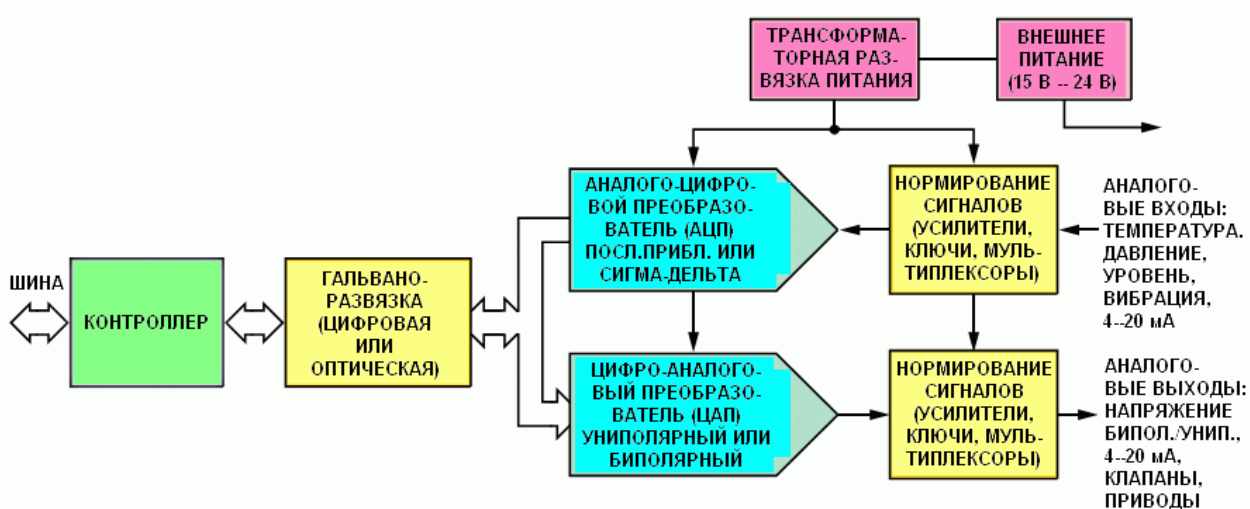 ТРАНСФОРМА-
ТОРНАЯ РАЗ-
ВЯЗКА ПИТАНИЯ
ВНЕШНЕЕ
ПИТАНИЕ
(15 В -- 24 В)
АНАЛОГО-ЦИФРО-
ВОЙ ПРЕОБРАЗО-
ВАТЕЛЬ (АЦП)
ПОСЛ.ПРИБЛ. ИЛИ
СИГМА-ДЕЛЬТА
НОРМИРОВАНИЕ
СИГНАЛОВ
(УСИЛИТЕЛИ,
КЛЮЧИ, МУЛЬ-
ТИПЛЕКСОРЫ)
АНАЛОГО-
ВЫЕ ВХОДЫ:
ТЕМПЕРАТУРА.
ДАВЛЕНИЕ,
УРОВЕНЬ,
ВИБРАЦИЯ,
4--20 мА
ШИНА
КОНТРОЛЛЕР
ГАЛЬВАНО-
РАЗВЯЗКА
(ЦИФРОВАЯ
ИЛИ
ОПТИЧЕСКАЯ)
ЦИФРО-АНАЛОГО-
ВЫЙ ПРЕОБРАЗО-
ВАТЕЛЬ (ЦАП)
УНИПОЛЯРНЫЙ ИЛИ
БИПОЛЯРНЫЙ
НОРМИРОВАНИЕ
СИГНАЛОВ
(УСИЛИТЕЛИ,
КЛЮЧИ, МУЛЬ-
ТИПЛЕКСОРЫ)
АНАЛОГО-
ВЫЕ ВЫХОДЫ:
НАПРЯЖЕНИЕ
БИПОЛ./УНИП.,
4--20 мА,
КЛАПАНЫ,
ПРИВОДЫ